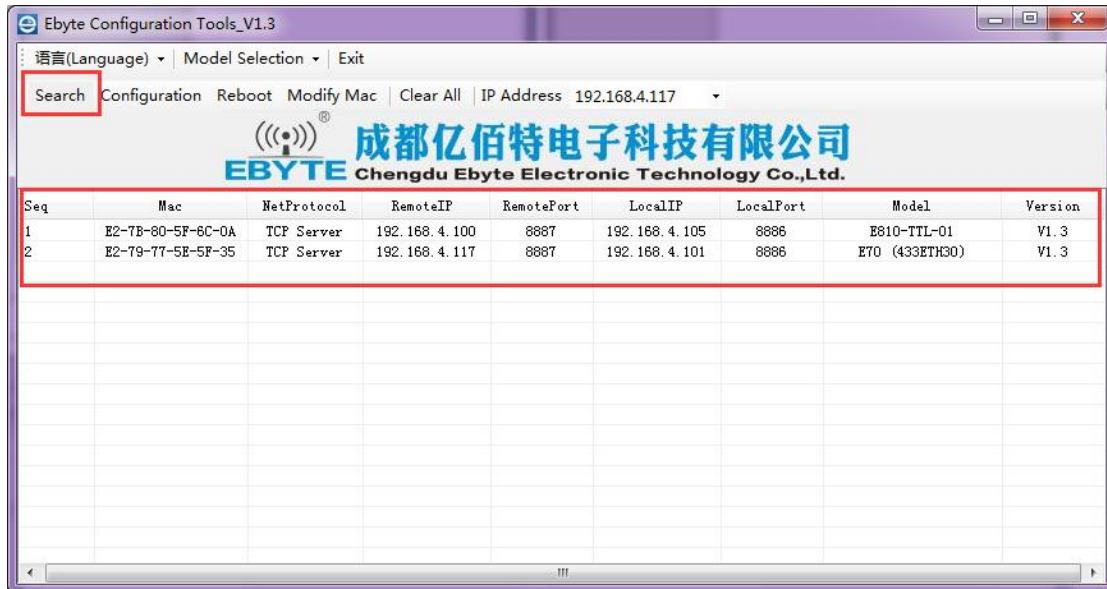 Ebyte Configuration Tools_V1.3
语言(Language) Model Selection Exit
Search Configuration Reboot Modify Mac Clear All IP Address 192.168.4.117
® 成都亿佰特电子科技有限公司
EBYTE Chengdu Ebyte Electronic Technology Co.,Ltd.
Seq Mac NetProtocol RemoteIP RemotePort LocalIP LocalPort Model Version
1 E2-7B-80-5F-6C-0A TCP Server 192.168.4.100 8887 192.168.4.105 8886 E810-TTL-01 V1.3
2 E2-79-77-5E-5F-35 TCP Server 192.168.4.117 8887 192.168.4.101 8886 E70 (433ETH30) V1.3